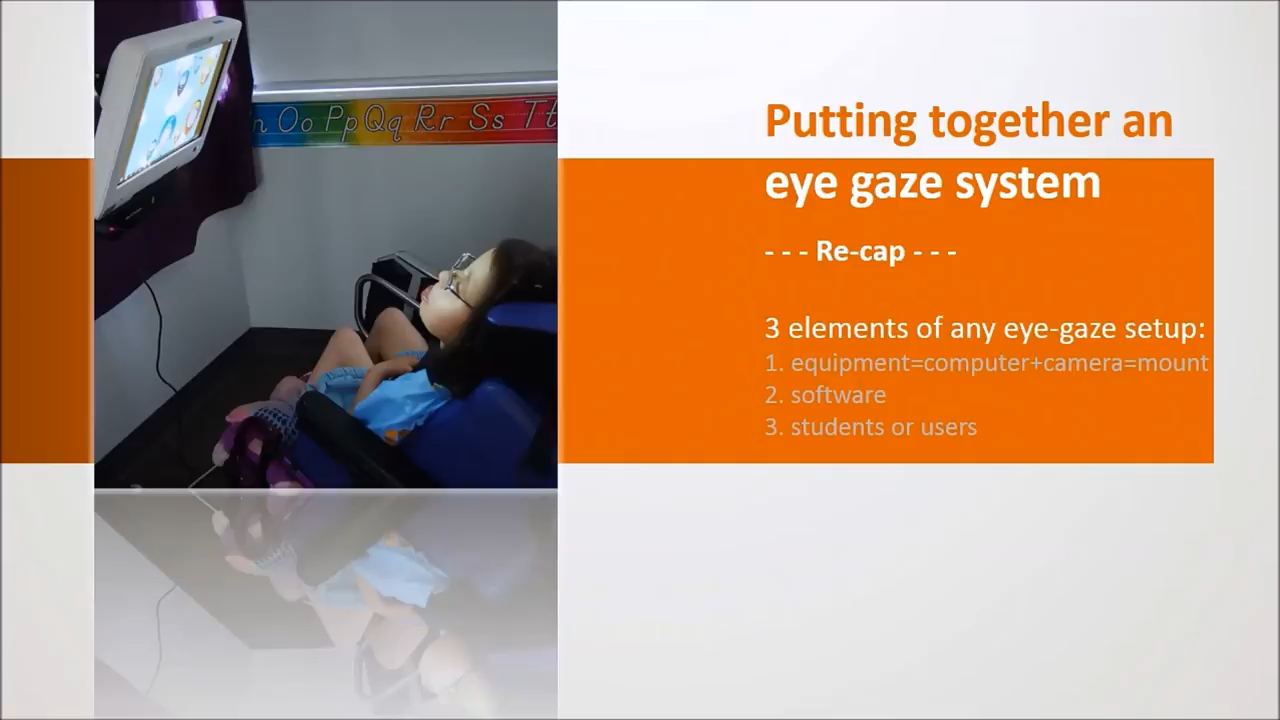 n Oo Pp Qq Rr Ss Tt
Putting together an
eye gaze system
- - - Re-cap - - -
3 elements of any eye-gaze setup:
1. equipment=computer+camera=mount
2. software
3. students or users